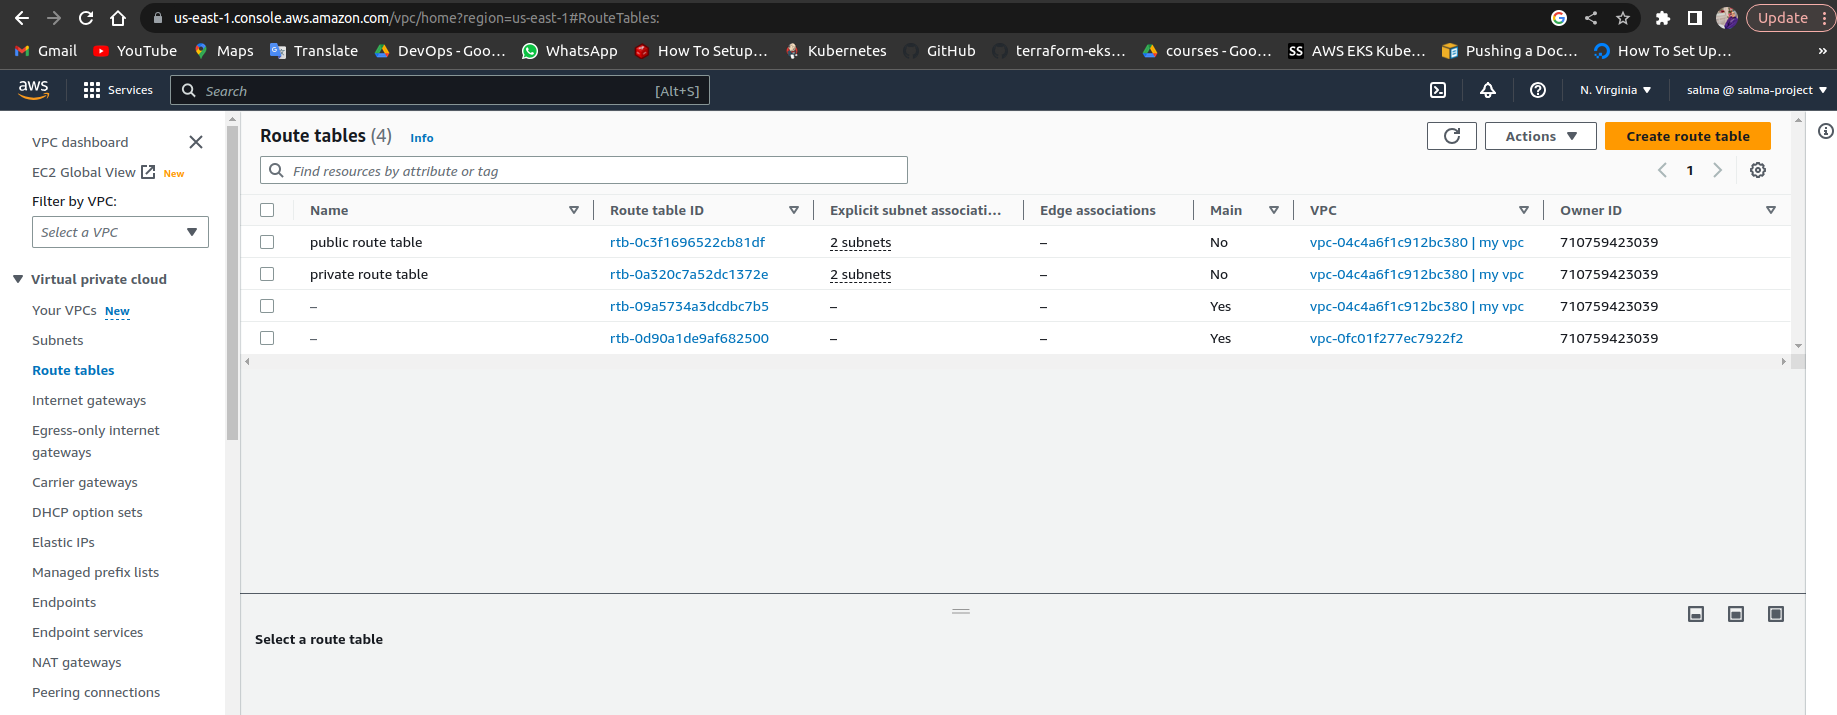 us-east-1.console.aws.amazon.com/vpc/home?region=us-east-1#RouteTables:
Update
Gmail YouTube Maps Translate DevOps - Goo... WhatsApp How To Setup... Kubernetes GitHub terraform-eks... courses - Goo... SS AWS EKS Kube... Pushing a Doc... How To Set Up... »
aws Services Search [Alt+S] N. Virginia salma @ salma-project
VPC dashboard
EC2 Global View New
Filter by VPC:
Select a VPC
Virtual private cloud
Your VPCs New
Subnets
Route tables
Internet gateways
Egress-only internet
gateways
Carrier gateways
DHCP option sets
Elastic IPs
Managed prefix lists
Endpoints
Endpoint services
NAT gateways
Peering connections
Route tables (4) Info
Actions Create route table
Find resources by attribute or tag
1
Name Route table ID Explicit subnet associati... Edge associations Main VPC Owner ID
public route table rtb-0c3f1696522cb81df 2 subnets – No vpc-04c4a6f1c912bc380 | my vpc 710759423039
private route table rtb-0a320c7a52dc1372e 2 subnets – No vpc-04c4a6f1c912bc380 | my vpc 710759423039
– rtb-09a5734a3dcdbc7b5 – – Yes vpc-04c4a6f1c912bc380 | my vpc 710759423039
– rtb-0d90a1de9af682500 – – Yes vpc-0fc01f277ec7922f2 710759423039
Select a route table